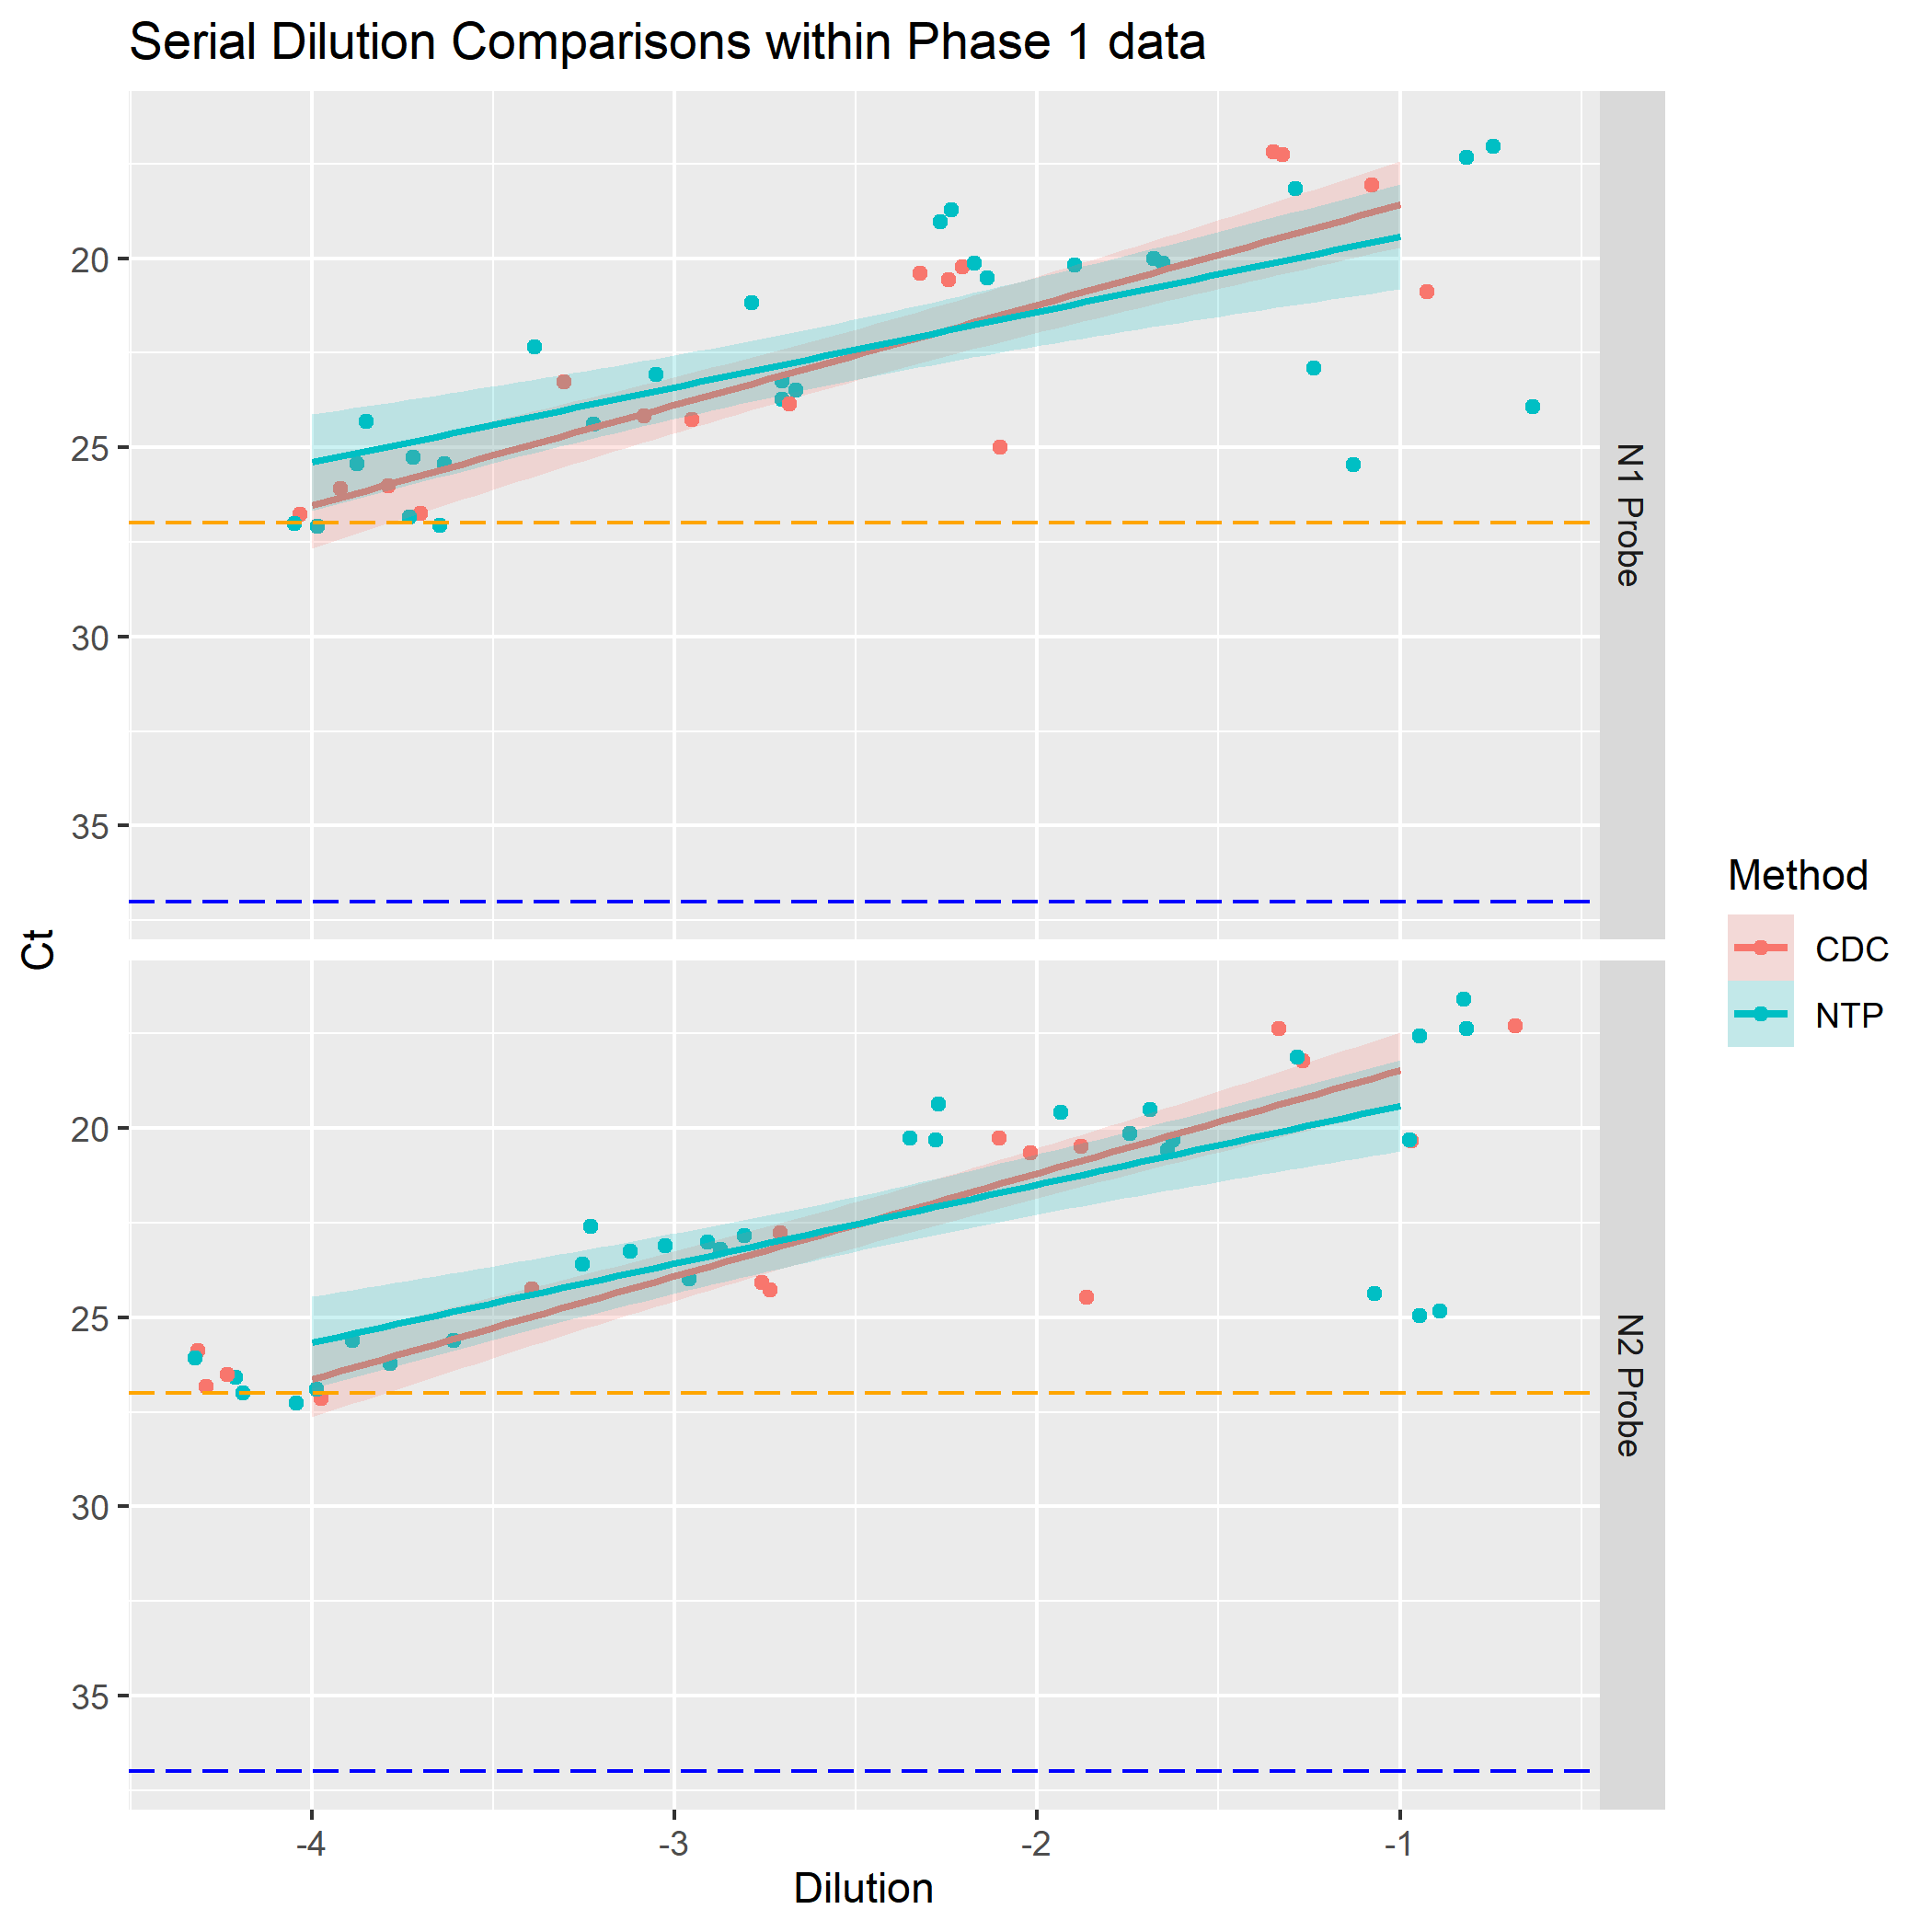 Serial Dilution Comparisons within Phase 1 data
20
25
30
35
N1 Probe
Ct
20
25
30
35
N2 Probe
-4
-3
-2
-1
Dilution
Method
CDC
NTP